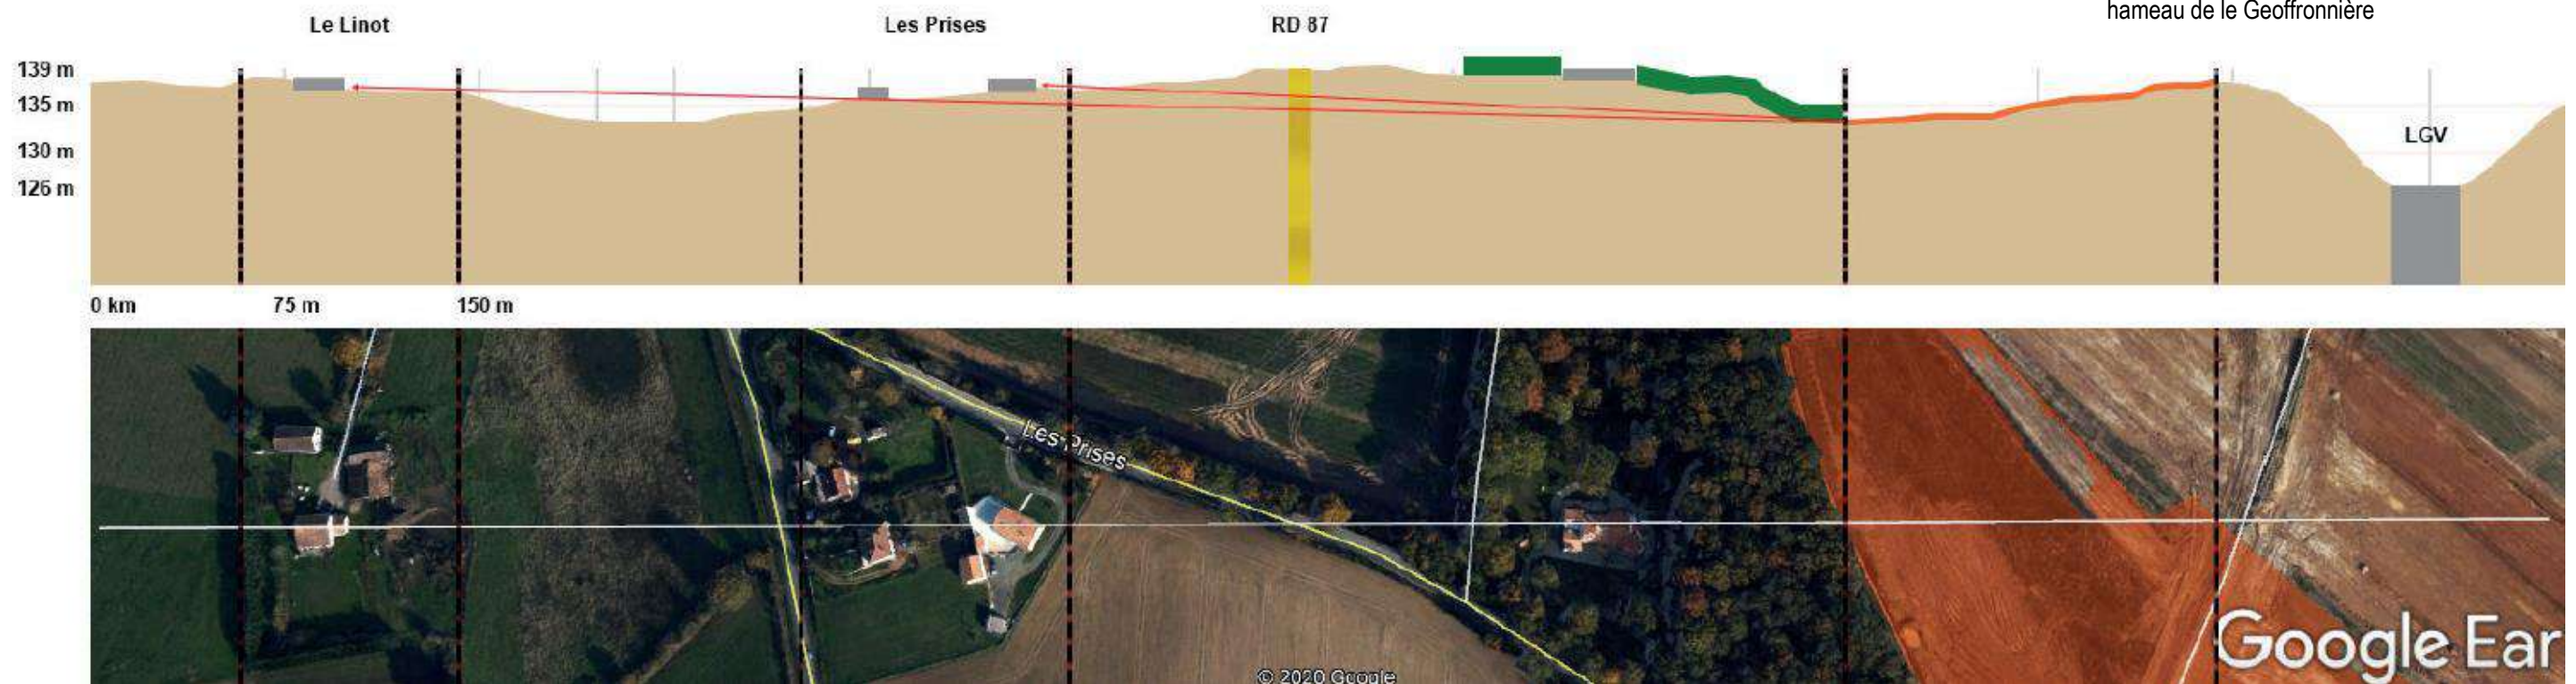 hameau de le Geoffronnière
Le Linot
Les Prises
RD 87
139 m
135 m
130 m
126 m
LGV
0 km
75 m
150 m
Les Prises
Google Ear
© 2020 Google